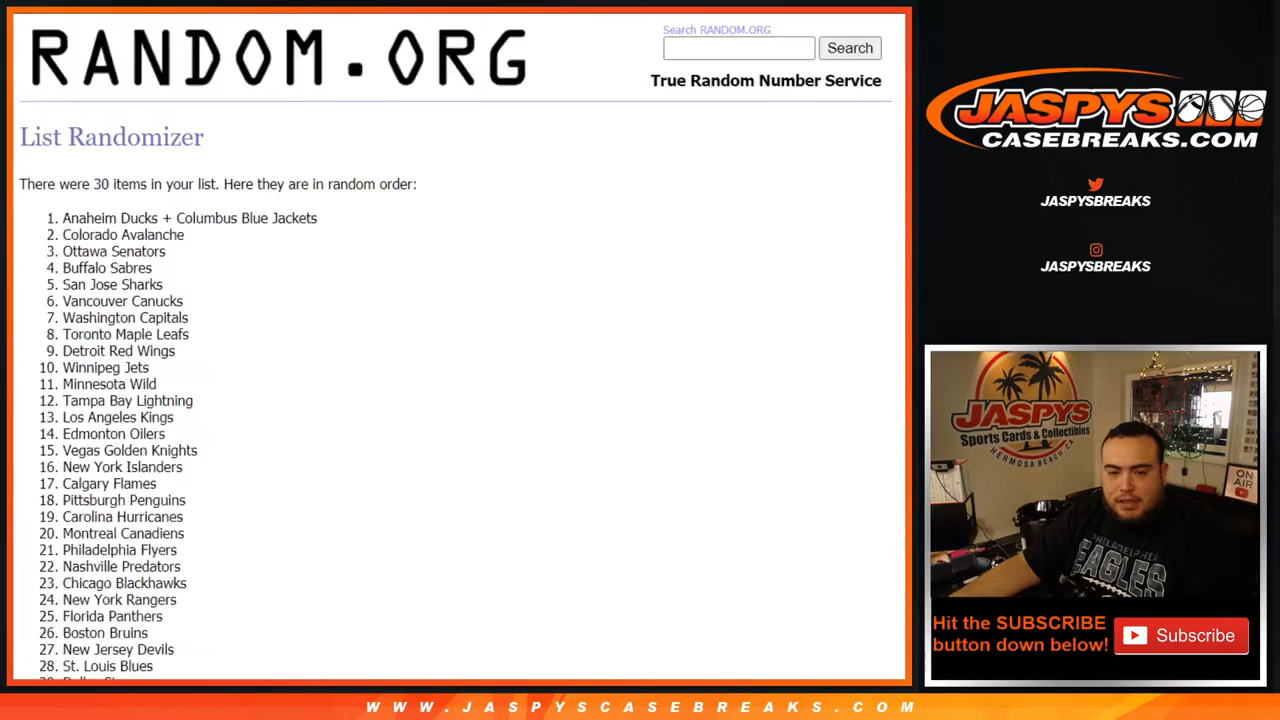 RANDOM.ORG
Search RANDOM.ORG
Search
True Random Number Service
List Randomizer
There were 30 items in your list. Here they are in random order:
1. Anaheim Ducks + Columbus Blue Jackets
2. Colorado Avalanche
3. Ottawa Senators
4. Buffalo Sabres
5. San Jose Sharks
6. Vancouver Canucks
7. Washington Capitals
8. Toronto Maple Leafs
9. Detroit Red Wings
10. Winnipeg Jets
11. Minnesota Wild
12. Tampa Bay Lightning
13. Los Angeles Kings
14. Edmonton Oilers
15. Vegas Golden Knights
16. New York Islanders
17. Calgary Flames
18. Pittsburgh Penguins
19. Carolina Hurricanes
20. Montreal Canadiens
21. Philadelphia Flyers
22. Nashville Predators
23. Chicago Blackhawks
24. New York Rangers
25. Florida Panthers
26. Boston Bruins
27. New Jersey Devils
28. St. Louis Blues
JASPYS
CASEBREAKS.COM
JASPYSBREAKS
JASPYSBREAKS
JASPYS
Sports Cards & Collectibles
HERMOSA BEACH CA
ON
AIR
PHILADELPHIA
EAGLES
Hit the SUBSCRIBE
button down below!
Subscribe
WWW.JASPYSCASEBREAKS.COM